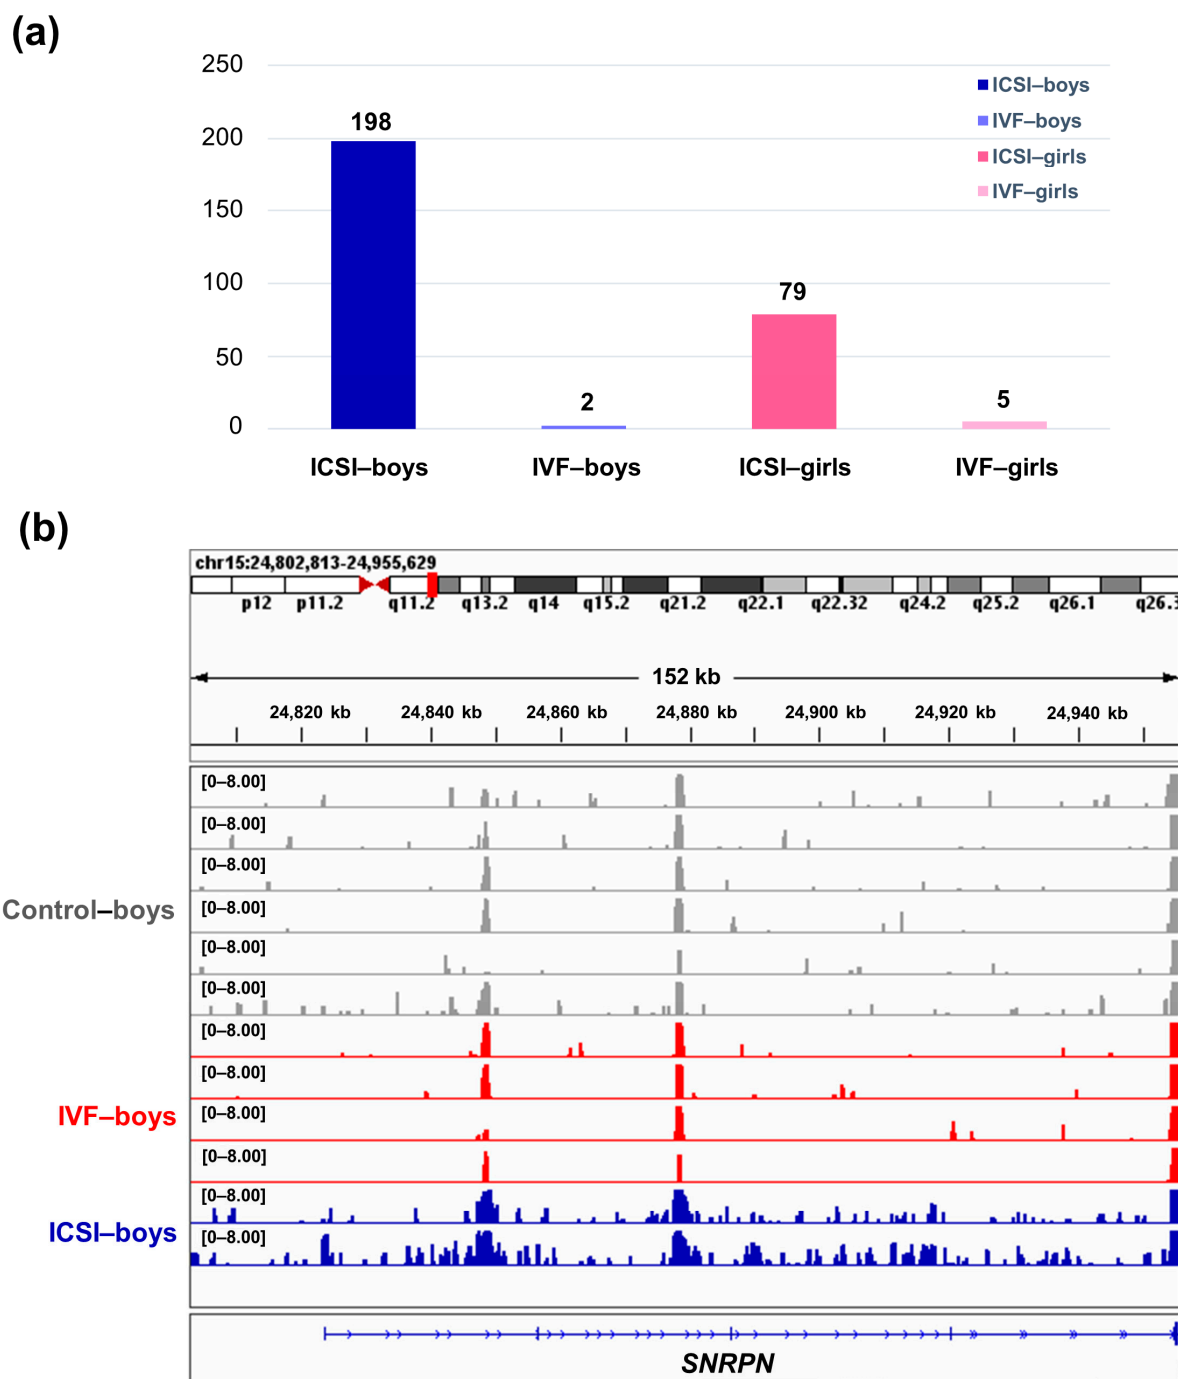 (a)
250
200
150
100
50
0
198
2
79
5
ICSI–boys
IVF–boys
ICSI–girls
IVF–girls
ICSI–boys IVF–boys ICSI–girls IVF–girls
(b)
chr15:24,802,813-24,955,629
p12 p11.2 q11.2 q13.2 q14 q15.2 q21.2 q22.1 q22.32 q24.2 q25.2 q26.1 q26.3
152 kb
24,820 kb 24,840 kb 24,860 kb 24,880 kb 24,900 kb 24,920 kb 24,940 kb
[0–8.00]
[0–8.00]
[0–8.00]
Control–boys
[0–8.00]
[0–8.00]
[0–8.00]
[0–8.00]
[0–8.00]
IVF–boys
[0–8.00]
[0–8.00]
[0–8.00]
ICSI–boys
[0–8.00]
SNRPN